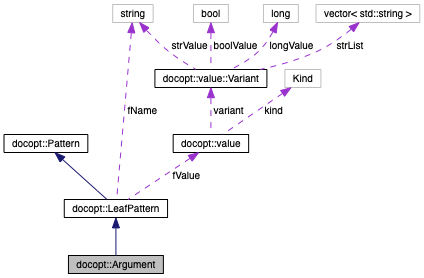 string
bool
long
vector< std::string >
strValue
boolValue
longValue
strList
docopt::value::Variant
Kind
fName
variant
kind
docopt::Pattern
docopt::value
fValue
docopt::LeafPattern
docopt::Argument